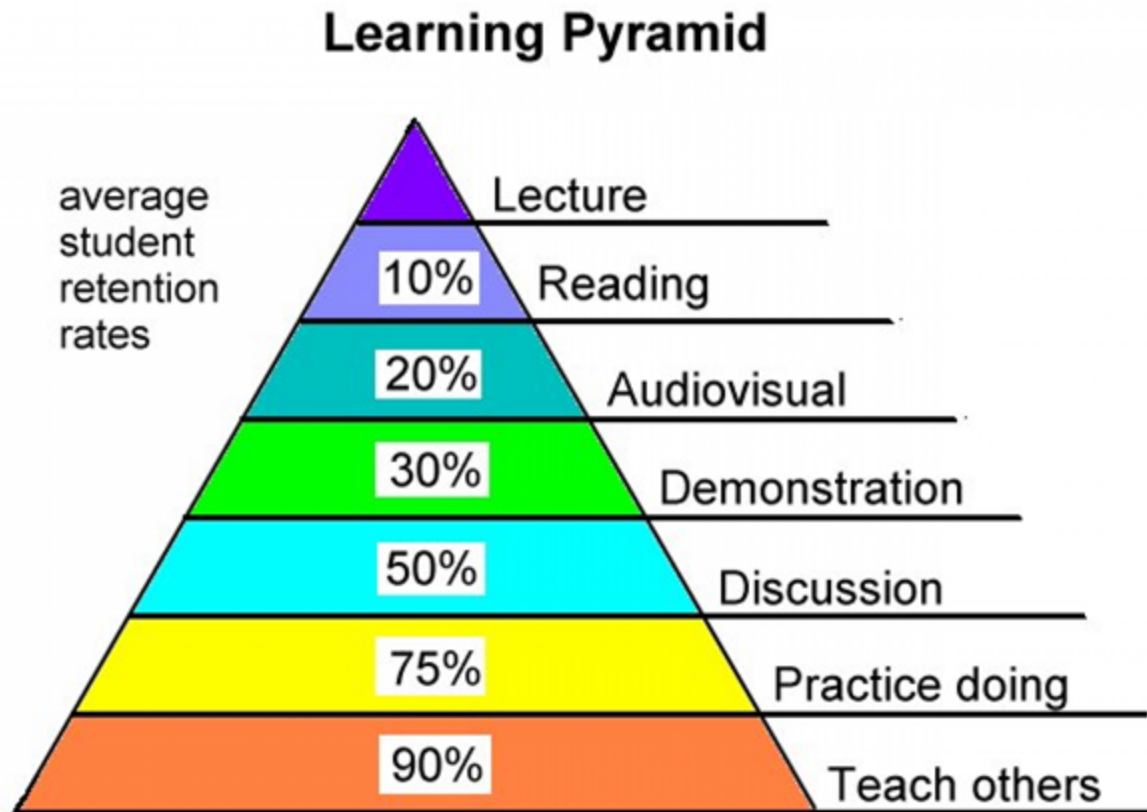 Learning Pyramid
average
student
retention
rates
Lecture
10% Reading
20% Audiovisual
30% Demonstration
50% Discussion
75% Practice doing
90% Teach others